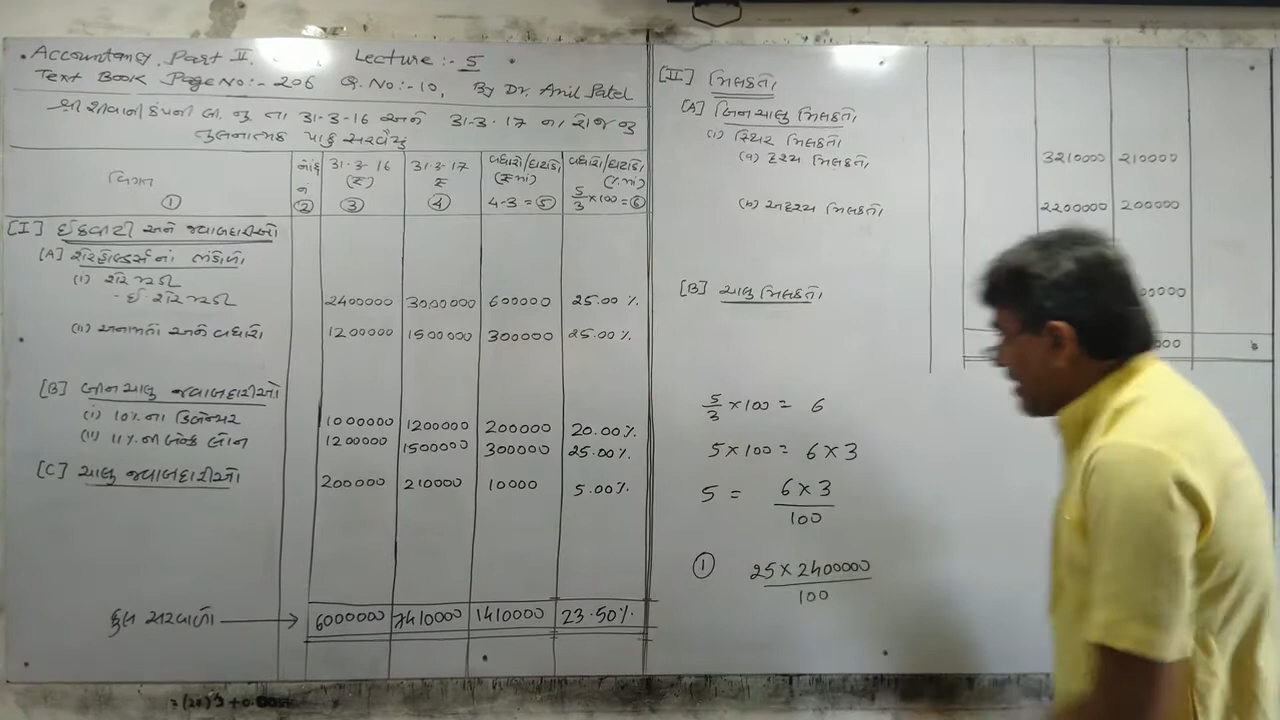 Accountancy Part II. Lecture :- 5
Text Book Page No:- 206 Q. No:- 10, By Dr. Anil Patel
શ્રી શીવાની કંપની લી. નું તા 31-3-16 અને 31-3-17 ના રોજનું
તુલનાત્મક પાકું સરવૈયું
વિગત ① નોંધ નં ② 31-3-16 (₹) ③ 31-3-17 ₹ ④ વધારો/ઘટાડો (₹માં) 4-3 = ⑤ વધારો/ઘટાડો (%માં) 5/3 × 100 = ⑥
[I] ઈક્વિટી અને જવાબદારીઓ
[A] શેરહોલ્ડર્સનાં ભંડોળો
(i) શેરમૂડી
- ઈ. શેરમૂડી 2400000 3000000 600000 25.00 %.
(ii) અનામતો અને વધારો 1200000 1500000 300000 25.00 %.
[B] બીનચાલુ જવાબદારીઓ
(i) 10% ના ડિબેન્ચર 1000000 1200000 200000 20.00%.
(ii) 11% ની બેન્ક લોન 1200000 1500000 300000 25.00%.
[C] ચાલુ જવાબદારીઓ 200000 210000 10000 5.00%.
કુલ સરવાળો → 6000000 7410000 1410000 23.50%.
[II] મિલકતો
[A] બિનચાલુ મિલકતો
(i) સ્થિર મિલકતો
(a) દશ્ય મિલકતો 3210000 210000
(b) અદશ્ય મિલકતો 2200000 200000
[B] ચાલુ મિલકતો 00000
000
5/3 × 100 = 6
5 × 100 = 6 × 3
5 = 6 × 3 / 100
① 25 × 2400000 / 100